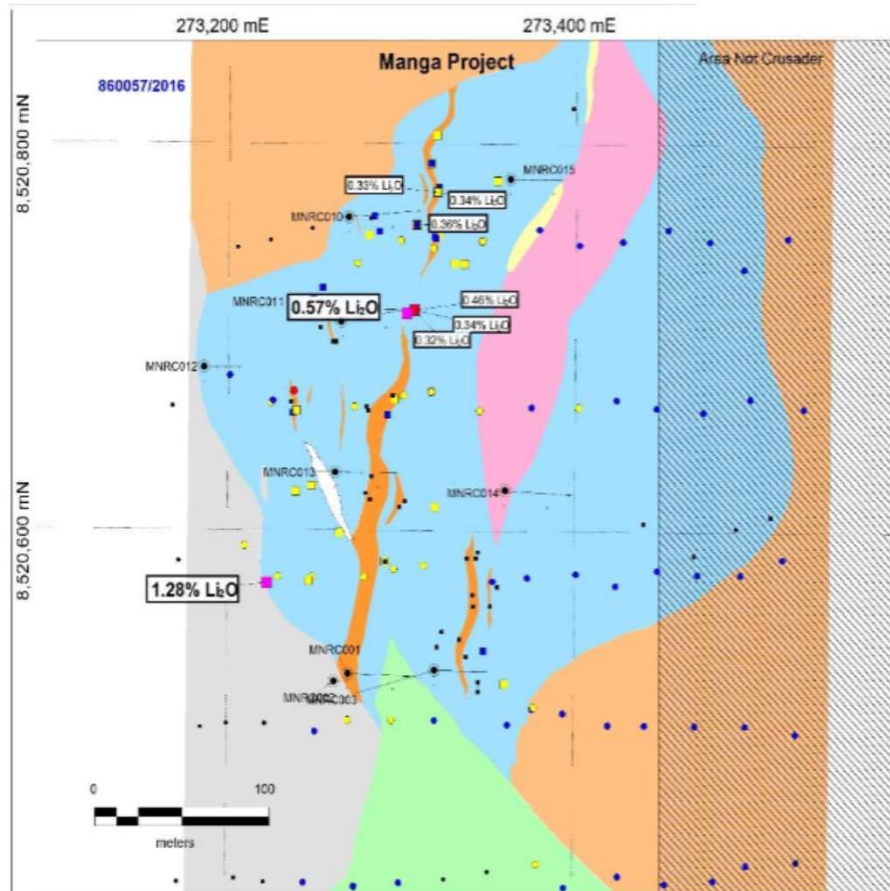 273,200 mE
273,400 mE
Manga Project
Area Not Crusader
860057/2016
8,520,800 mN
MNRC015
0.33% Li₂O
0.34% Li₂O
MNRC010
0.36% Li₂O
MNRC011
0.57% Li₂O
0.46% Li₂O
0.34% Li₂O
0.32% Li₂O
MNRC012
MNRC013
MNRC014
8,520,600 mN
1.28% Li₂O
MNRC001
MNRC003
0
100
meters